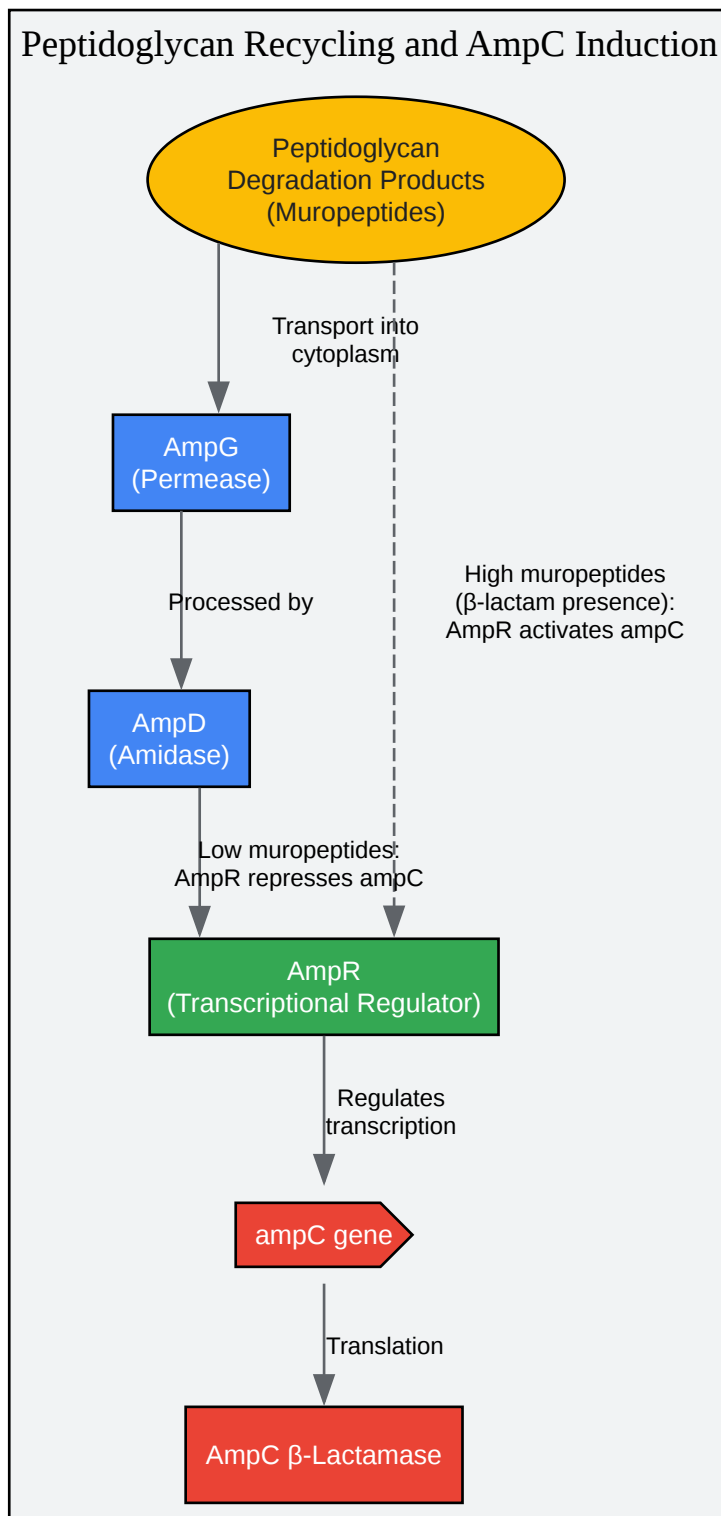 Peptidoglycan Recycling and AmpC Induction
Peptidoglycan
Degradation Products
(Muropeptides)
Transport into
cytoplasm
AmpG
(Permease)
High muropeptides
(β-lactam presence):
AmpR activates ampC
Processed by
AmpD
(Amidase)
Low muropeptides:
AmpR represses ampC
AmpR
(Transcriptional Regulator)
Regulates
transcription
ampC gene
Translation
AmpC β-Lactamase